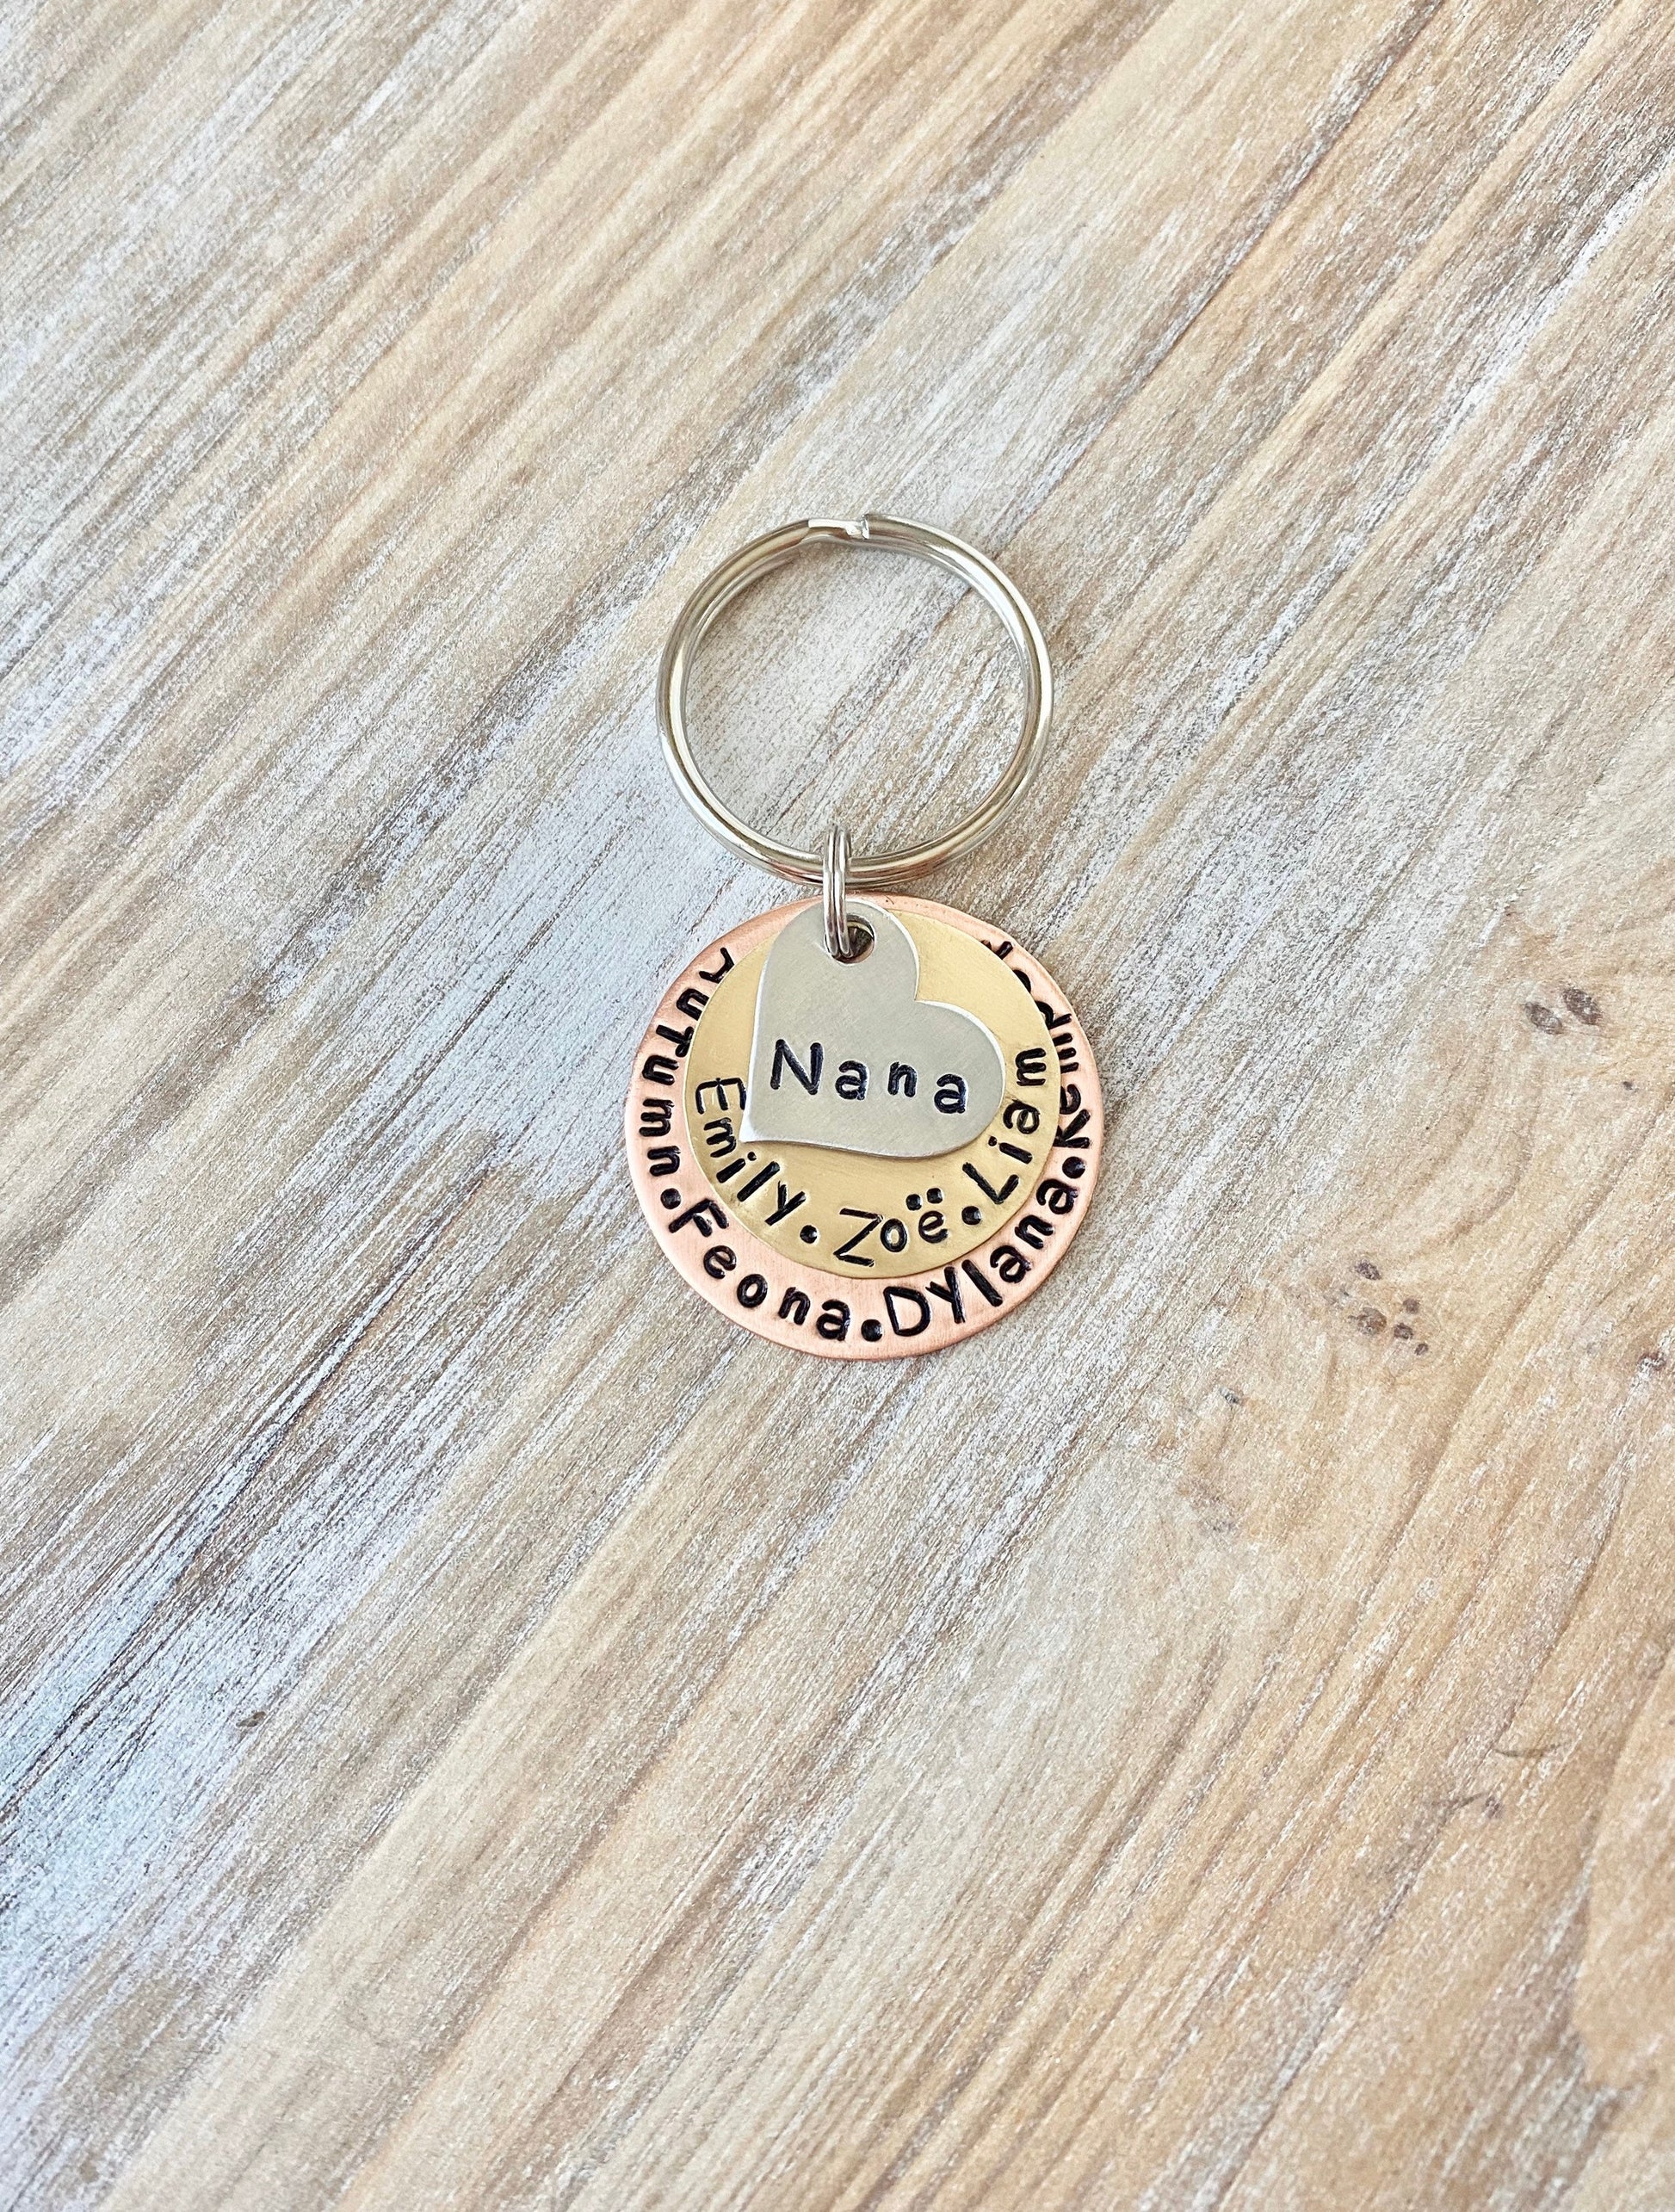 Nana
Emily • Zoë • Liam
Autumn • Feona • Dylana •